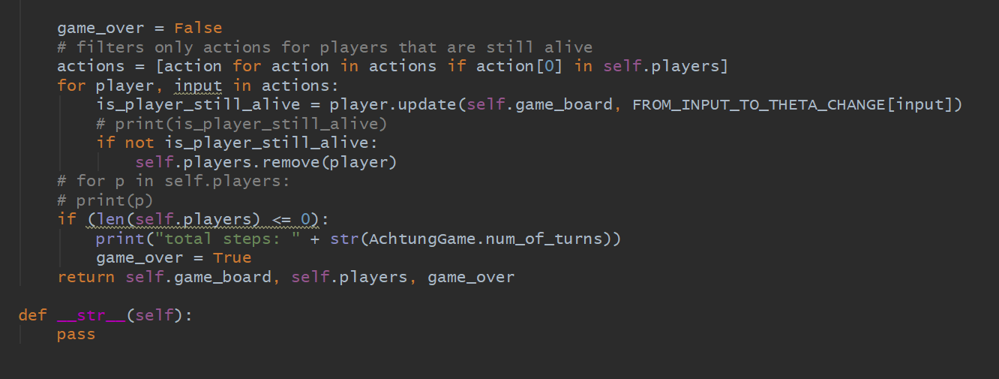 game_over = False
# filters only actions for players that are still alive
actions = [action for action in actions if action[0] in self.players]
for player, input in actions:
is_player_still_alive = player.update(self.game_board, FROM_INPUT_TO_THETA_CHANGE[input])
# print(is_player_still_alive)
if not is_player_still_alive:
self.players.remove(player)
# for p in self.players:
# print(p)
if (len(self.players) <= 0):
print("total steps: " + str(AchtungGame.num_of_turns))
game_over = True
return self.game_board, self.players, game_over
def __str__(self):
pass